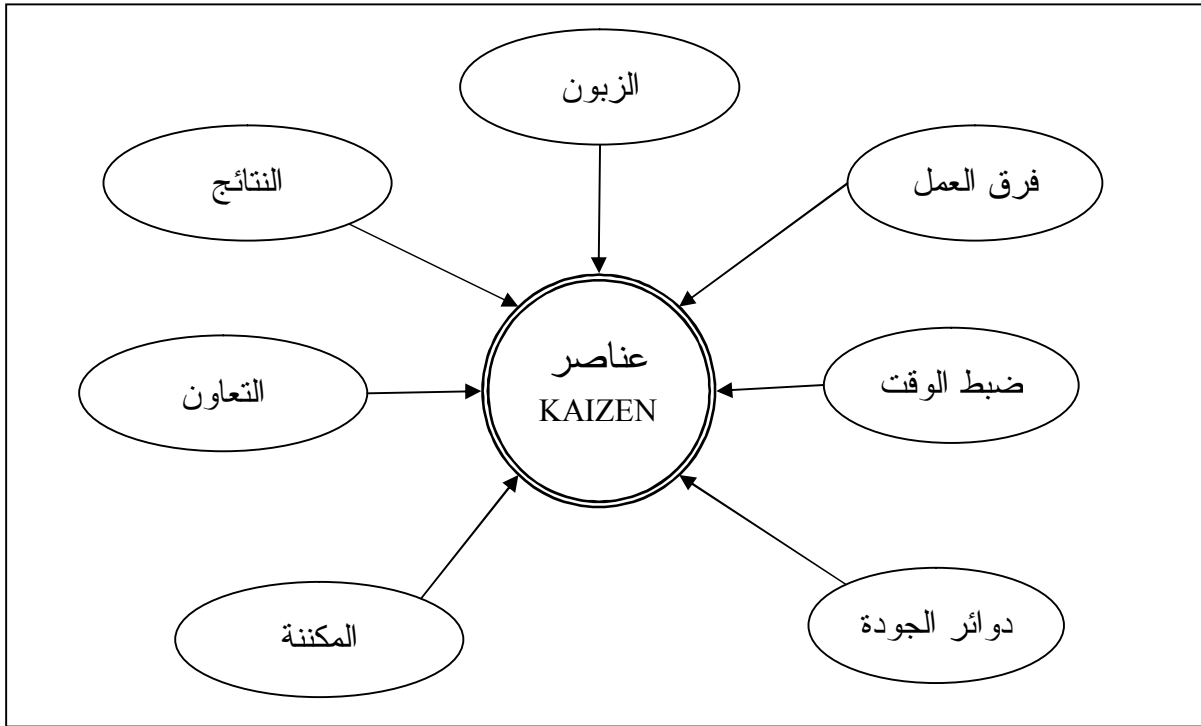 الزبون
فرق العمل
النتائج
عناصر
KAIZEN
ضبط الوقت
التعاون
دوائر الجودة
المكننة